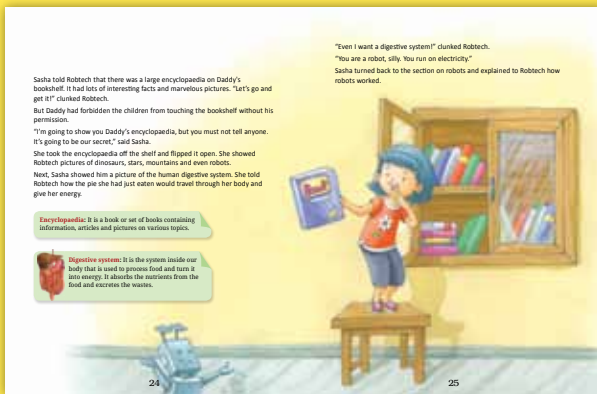 Sasha told Robtech that there was a large encyclopaedia on Daddy's
bookshelf. It had lots of interesting facts and marvelous pictures. "Let's go and
get it!" clunked Robtech.
But Daddy had forbidden the children from touching the bookshelf without his
permission.
"I'm going to show you Daddy's encyclopaedia, but you must not tell anyone.
It's going to be our secret," said Sasha.
She took the encyclopaedia off the shelf and flipped it open. She showed
Robtech pictures of dinosaurs, stars, mountains and even robots.
Next, Sasha showed him a picture of the human digestive system. She told
Robtech how the pie she had just eaten would travel through her body and
give her energy.
Encyclopaedia: It is a book or set of books containing
information, articles and pictures on various topics.
Digestive system: It is the system inside our
body that is used to process food and turn it
into energy. It absorbs the nutrients from the
food and excretes the wastes.
24
"Even I want a digestive system!" clunked Robtech.
"You are a robot, silly. You run on electricity."
Sasha turned back to the section on robots and explained to Robtech how
robots worked.
25